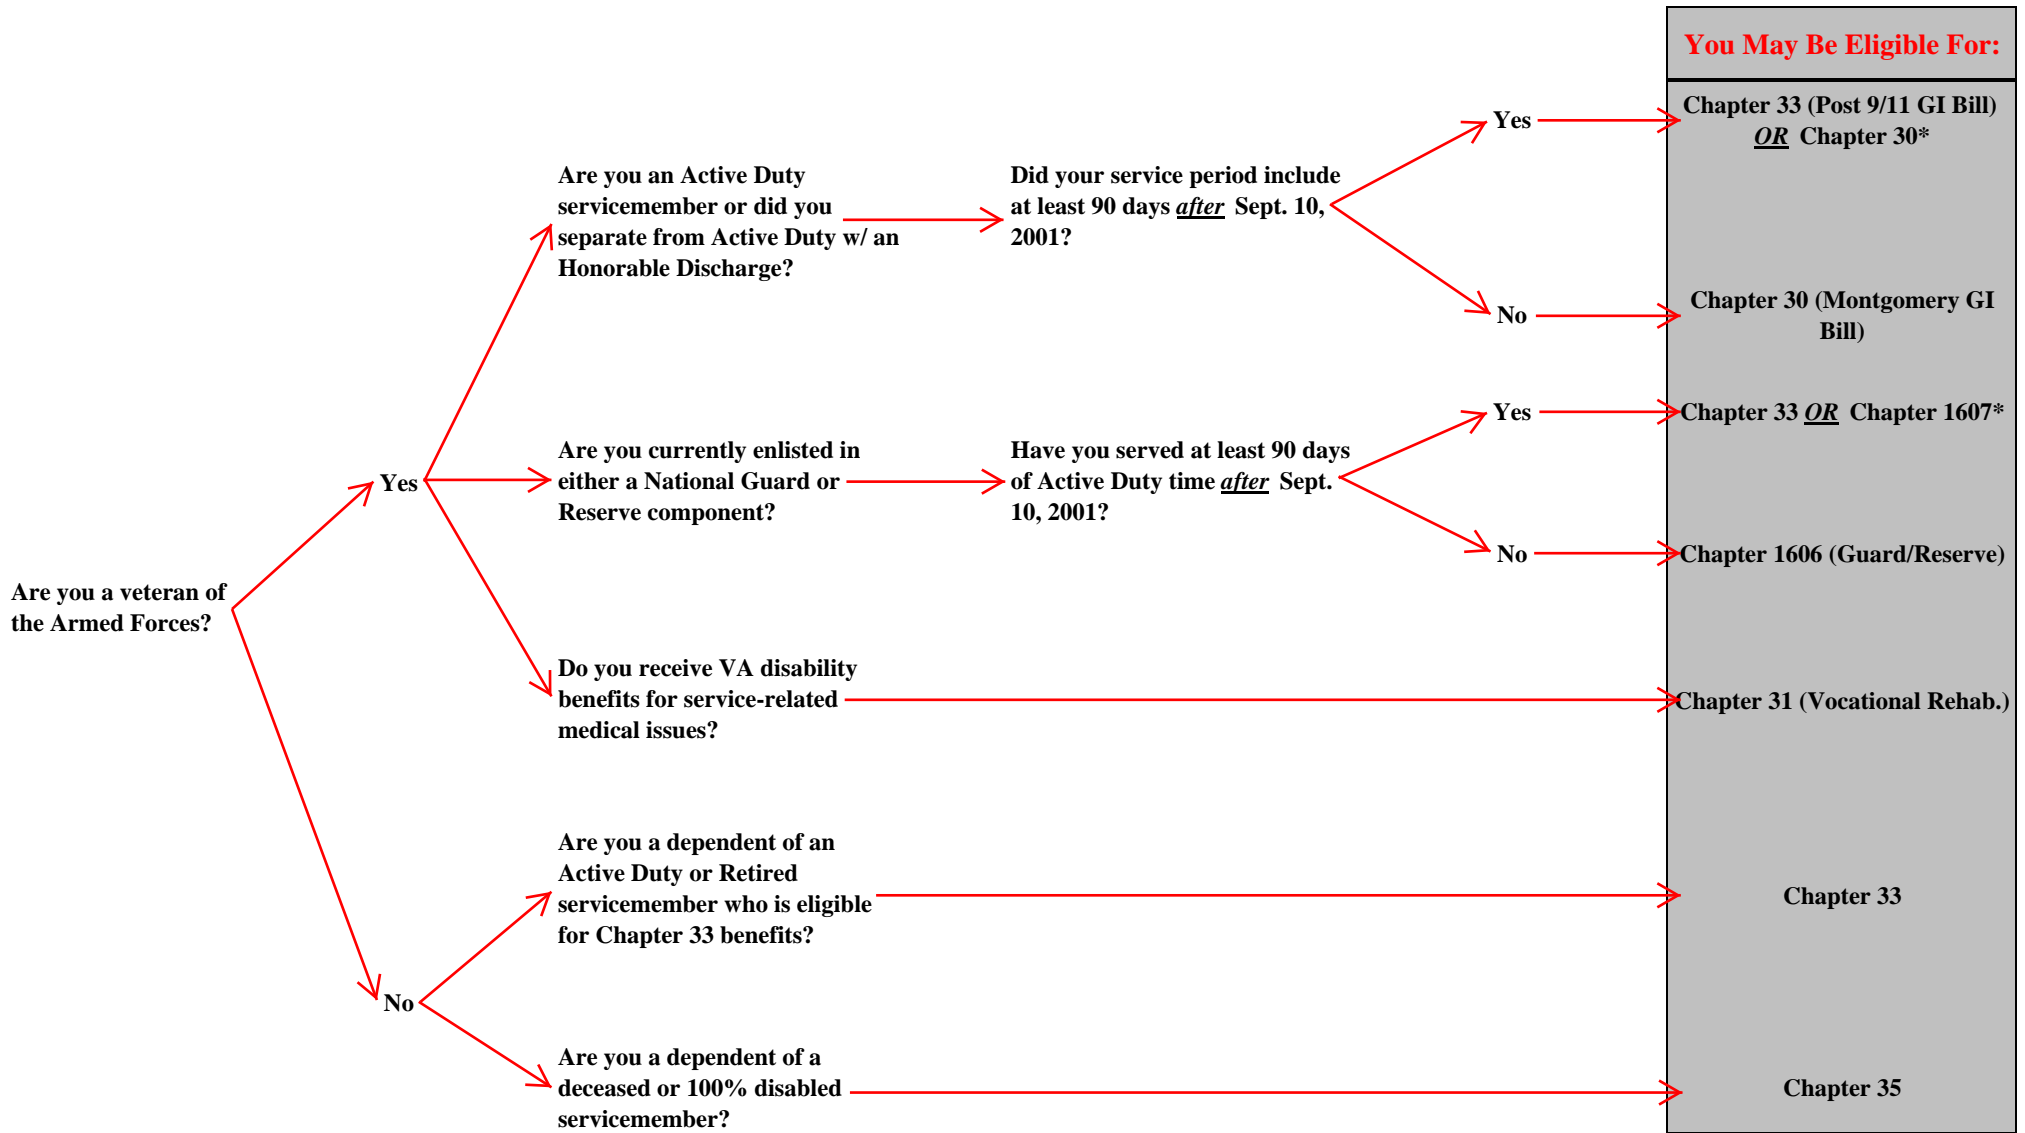 You May Be Eligible For:
Are you a veteran of
the Armed Forces?
Yes
Are you an Active Duty
servicemember or did you
separate from Active Duty w/ an
Honorable Discharge?
Did your service period include
at least 90 days after Sept. 10,
2001?
Yes
Chapter 33 (Post 9/11 GI Bill)
OR Chapter 30*
No
Chapter 30 (Montgomery GI
Bill)
Are you currently enlisted in
either a National Guard or
Reserve component?
Have you served at least 90 days
of Active Duty time after Sept.
10, 2001?
Yes
Chapter 33 OR Chapter 1607*
No
Chapter 1606 (Guard/Reserve)
Do you receive VA disability
benefits for service-related
medical issues?
Chapter 31 (Vocational Rehab.)
No
Are you a dependent of an
Active Duty or Retired
servicemember who is eligible
for Chapter 33 benefits?
Chapter 33
Are you a dependent of a
deceased or 100% disabled
servicemember?
Chapter 35